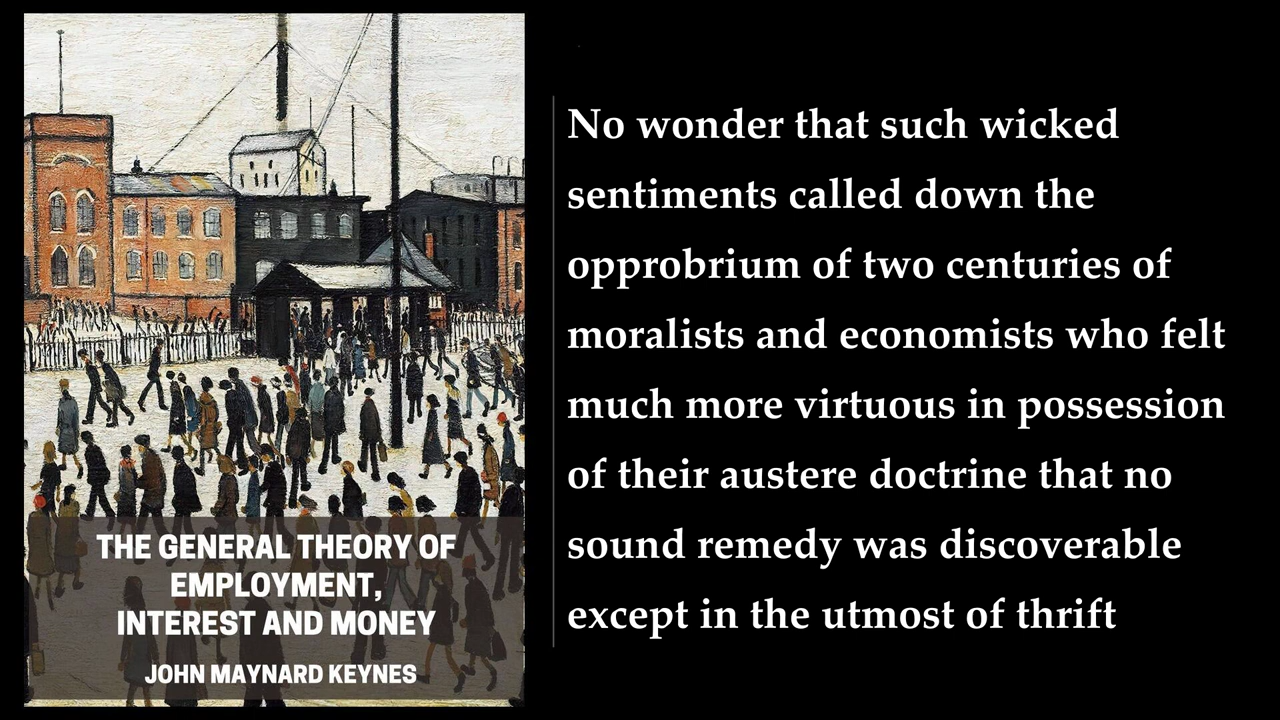 THE GENERAL THEORY OF
EMPLOYMENT,
INTEREST AND MONEY
JOHN MAYNARD KEYNES
No wonder that such wicked
sentiments called down the
opprobrium of two centuries of
moralists and economists who felt
much more virtuous in possession
of their austere doctrine that no
sound remedy was discoverable
except in the utmost of thrift